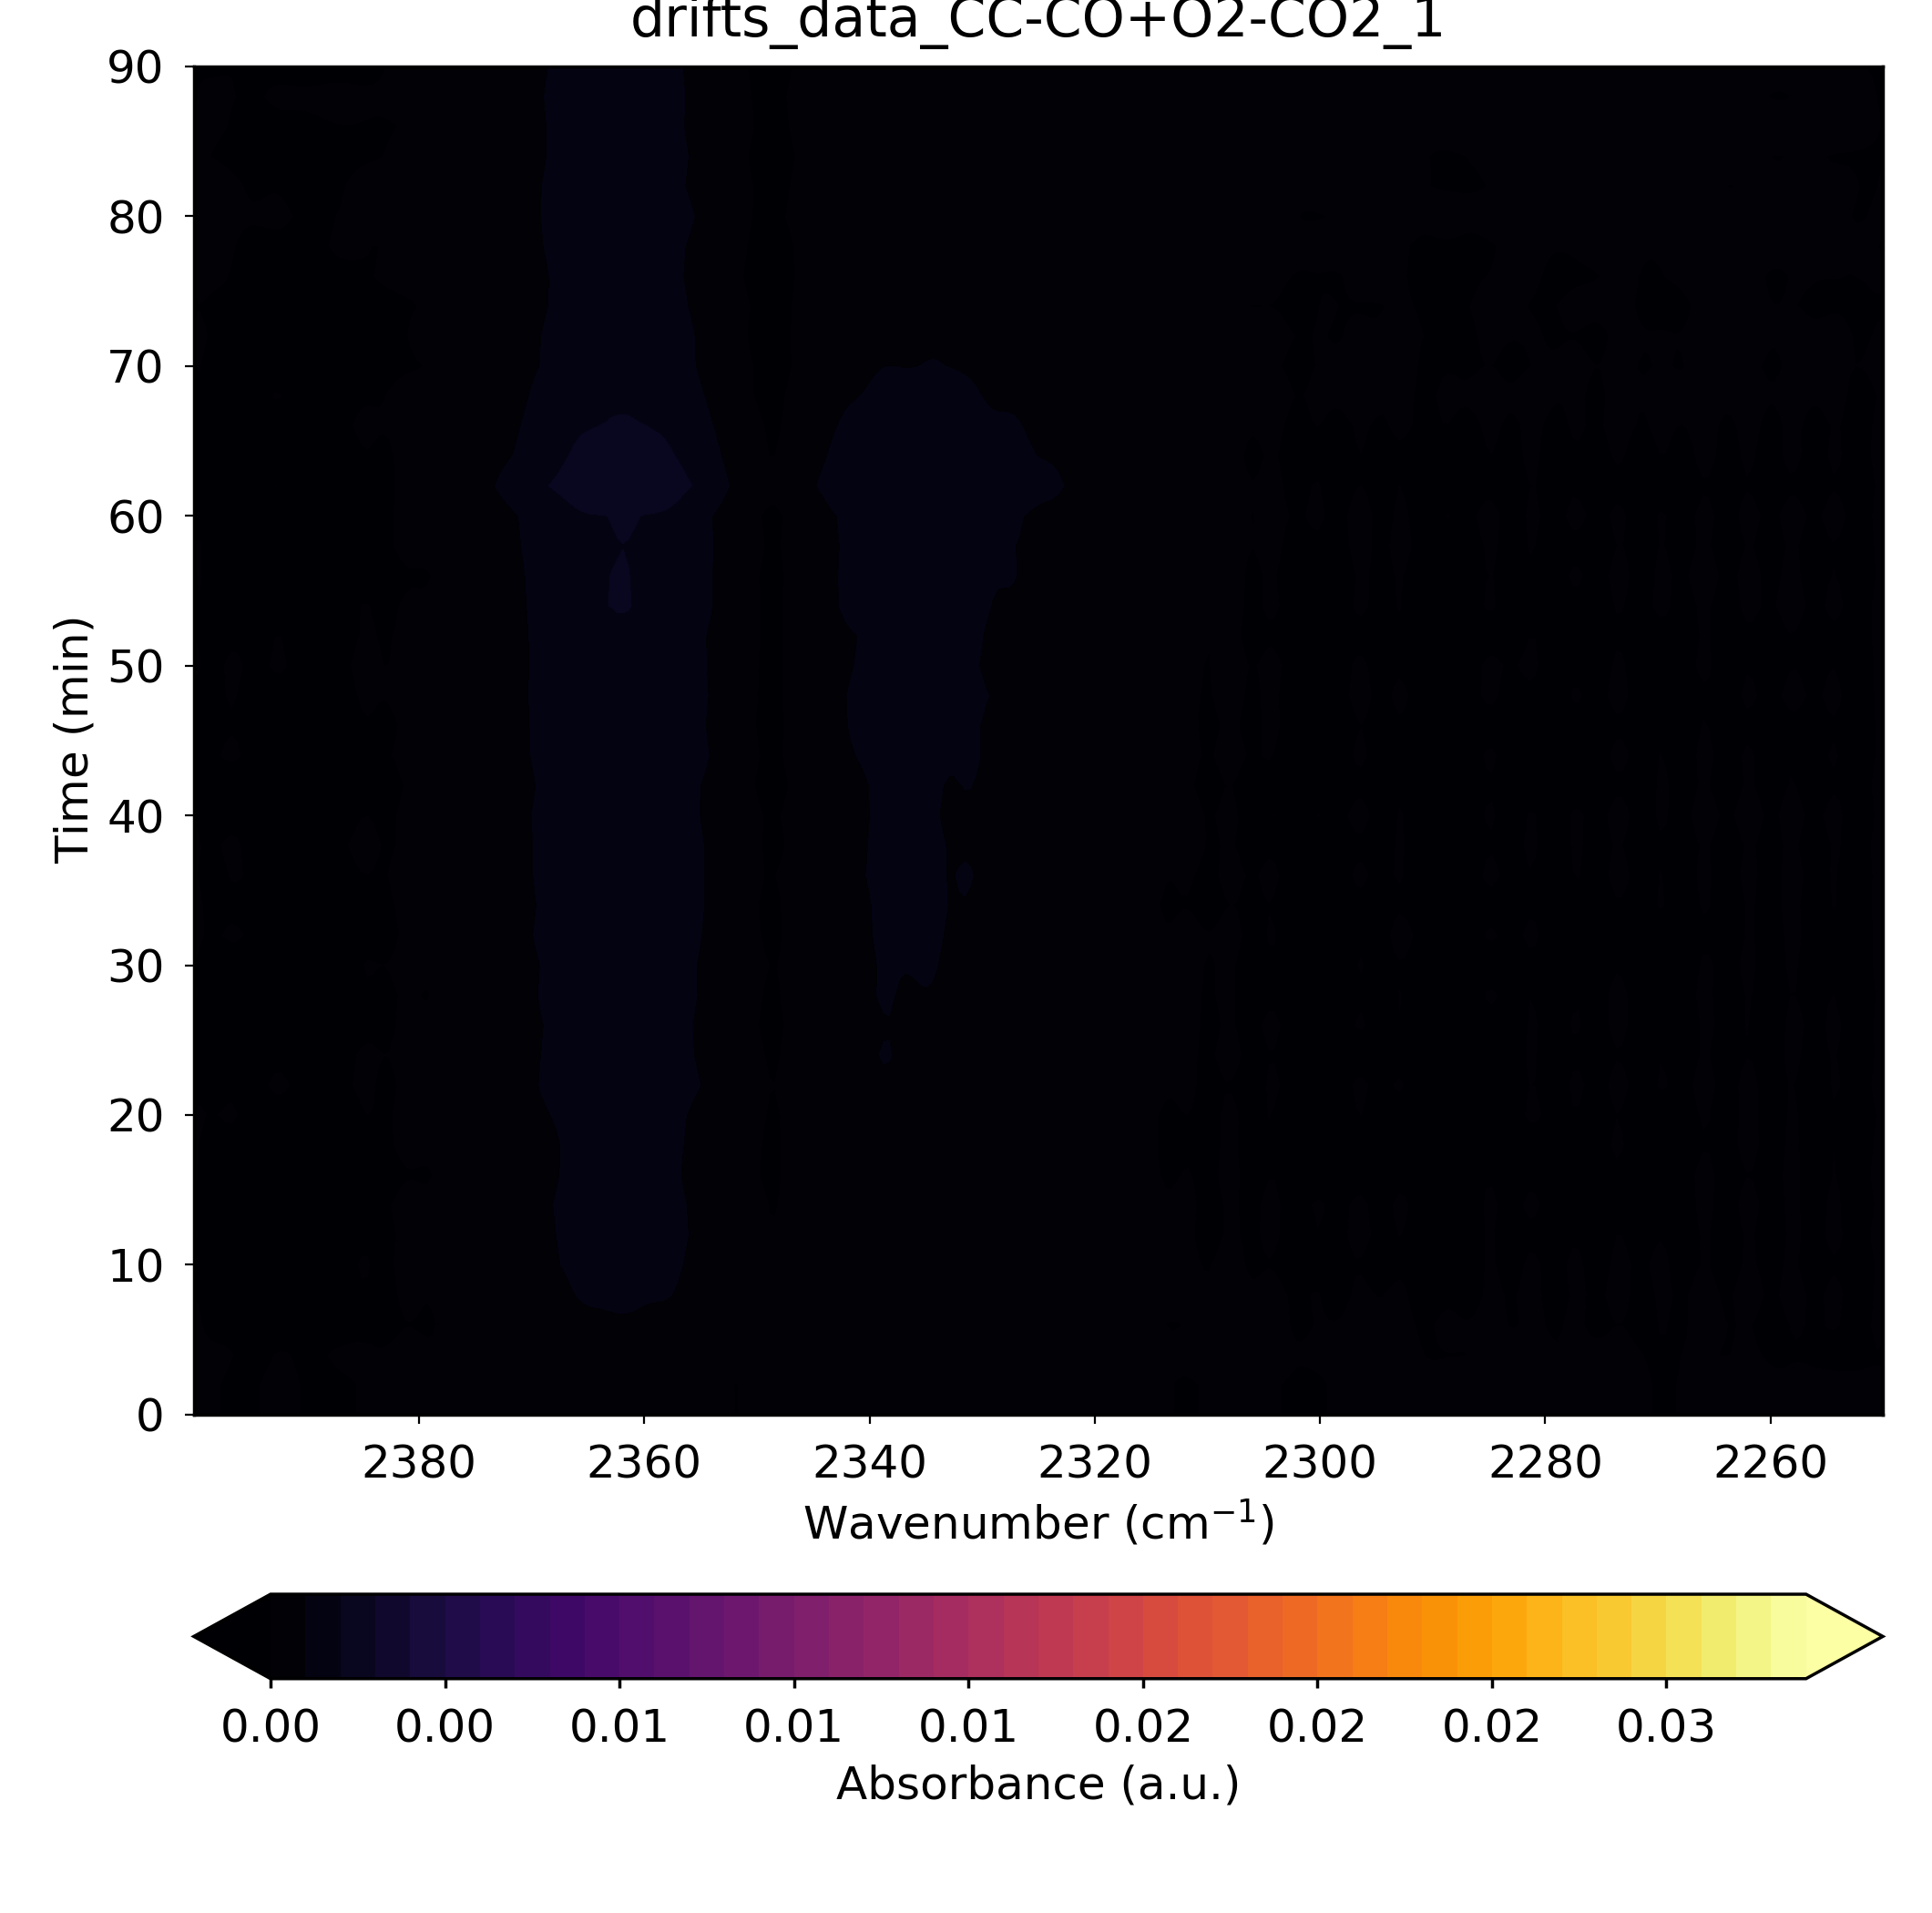 drifts_data_CC-CO+O2-CO2_1
90
80
70
60
50
40
30
20
10
0
Time (min)
2380 2360 2340 2320 2300 2280 2260
Wavenumber (cm⁻¹)
0.00 0.00 0.01 0.01 0.01 0.02 0.02 0.02 0.03
Absorbance (a.u.)